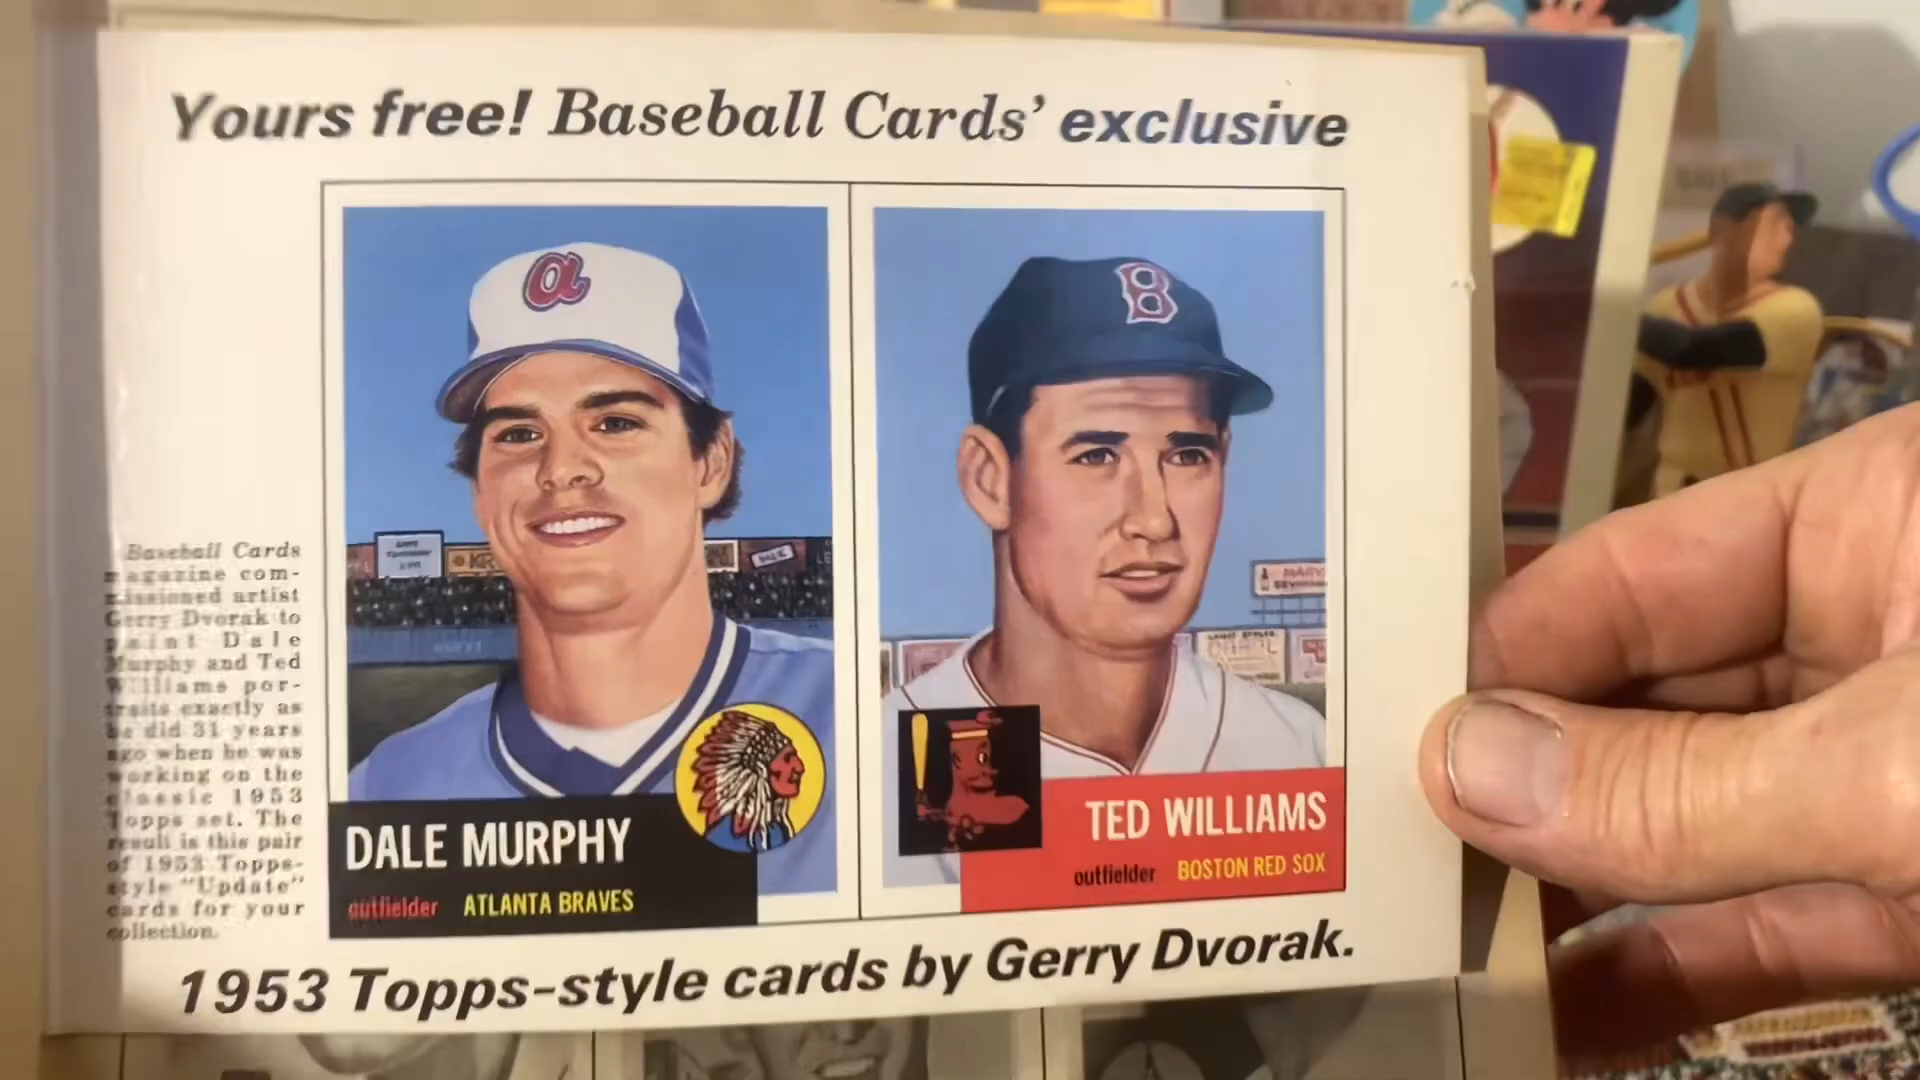 Yours free! Baseball Cards' exclusive
Baseball Cards
magazine com-
missioned artist
Gerry Dvorak to
paint Dale
Murphy and Ted
Williams por-
traits exactly as
he did 31 years
ago when he was
working on the
classic 1953
Topps set. The
result is this pair
of 1953 Topps-
style "Update"
cards for your
collection.
a
DALE MURPHY
outfielder ATLANTA BRAVES
B
TED WILLIAMS
outfielder BOSTON RED SOX
1953 Topps-style cards by Gerry Dvorak.